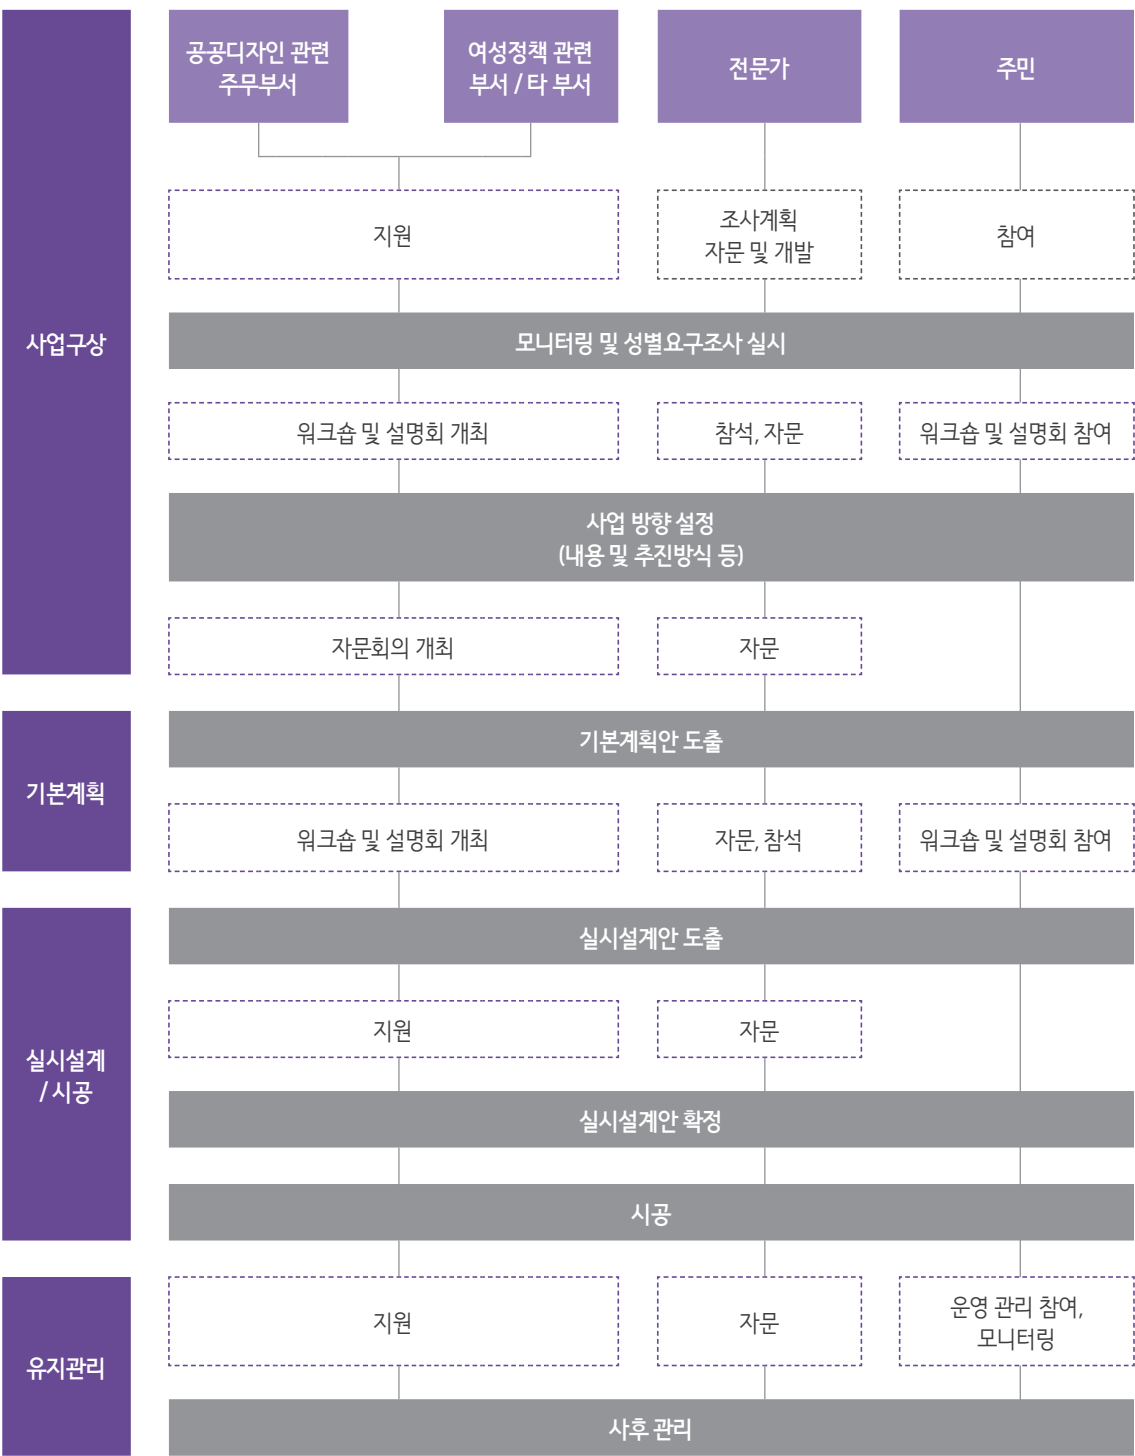 공공디자인 관련
주무부서
여성정책 관련
부서 / 타 부서
전문가
주민
사업구상
지원
조사계획
자문 및 개발
참여
모니터링 및 성별요구조사 실시
워크숍 및 설명회 개최
참석, 자문
워크숍 및 설명회 참여
사업 방향 설정
(내용 및 추진방식 등)
자문회의 개최
자문
기본계획
기본계획안 도출
워크숍 및 설명회 개최
자문, 참석
워크숍 및 설명회 참여
실시설계
/ 시공
실시설계안 도출
지원
자문
실시설계안 확정
시공
유지관리
지원
자문
운영 관리 참여,
모니터링
사후 관리